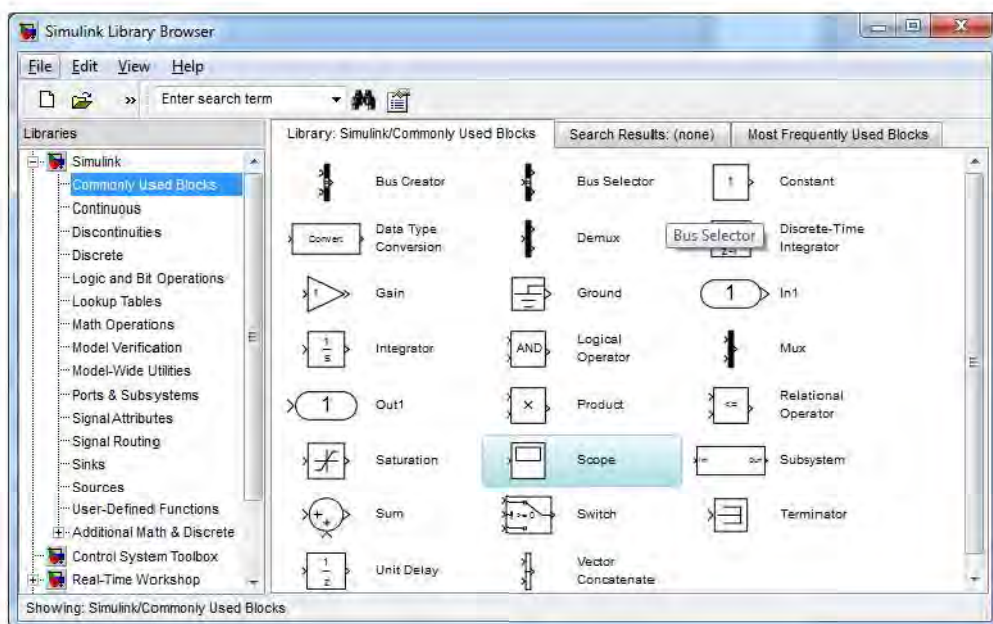 Simulink Library Browser
File Edit View Help
» Enter search term
Libraries
Library: Simulink/Commonly Used Blocks Search Results: (none) Most Frequently Used Blocks
Simulink
Commonly Used Blocks
Continuous
Discontinuities
Discrete
Logic and Bit Operations
Lookup Tables
Math Operations
Model Verification
Model-Wide Utilities
Ports & Subsystems
Signal Attributes
Signal Routing
Sinks
Sources
User-Defined Functions
Additional Math & Discrete
Control System Toolbox
Real-Time Workshop
Bus Creator
Bus Selector
1 Constant
Convert Data Type
Conversion
Demux
Bus Selector
Discrete-Time
Integrator
1 Gain
Ground
1 In1
1
s
Integrator
AND Logical
Operator
Mux
1 Out1
× Product
<= Relational
Operator
Saturation
Scope
In Out Subsystem
+
+
Sum
Switch
Terminator
1
z
Unit Delay
Vector
Concatenate
Showing: Simulink/Commonly Used Blocks